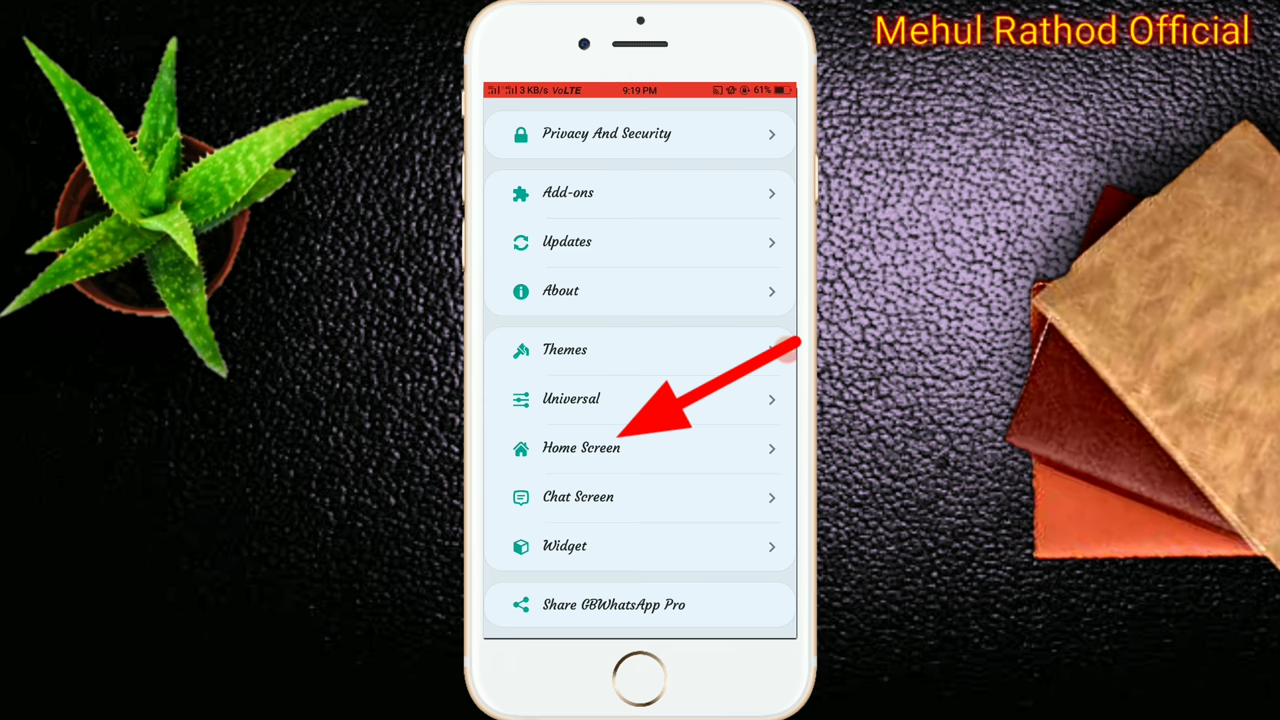 Mehul Rathod Official
3 KB/s VoLTE 9:19 PM 61%
Privacy And Security
Add-ons
Updates
About
Themes
Universal
Home Screen
Chat Screen
Widget
Share GBWhatsApp Pro